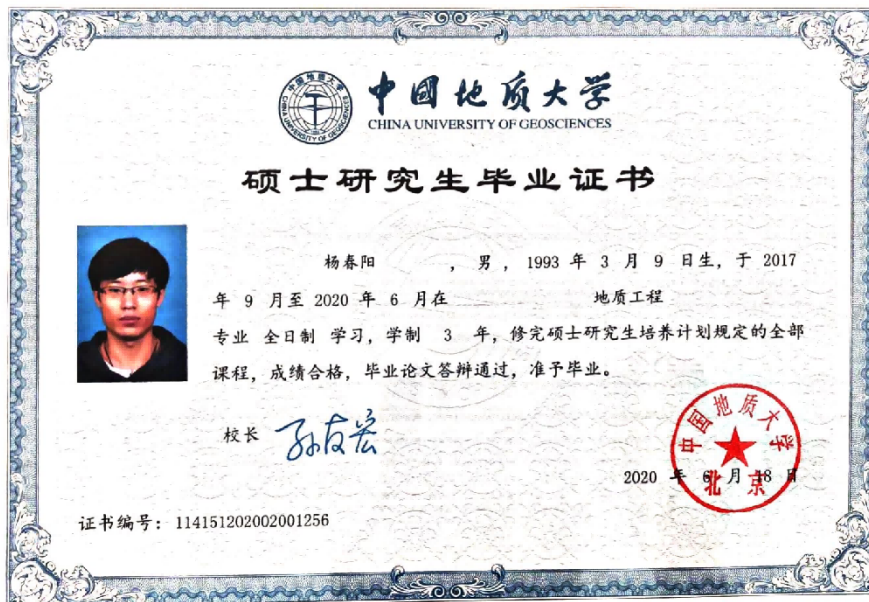 中国地质大学
CHINA UNIVERSITY OF GEOSCIENCES
硕士研究生毕业证书
杨春阳 ，男，1993 年 3 月 9 日生，于 2017
年 9 月至 2020 年 6 月在 地质工程
专业 全日制 学习，学制 3 年，修完硕士研究生培养计划规定的全部
课程，成绩合格，毕业论文答辩通过，准予毕业。
校长 孙友宏
中国地质大学
北京
2020 年 6 月 18 日
证书编号：114151202002001256